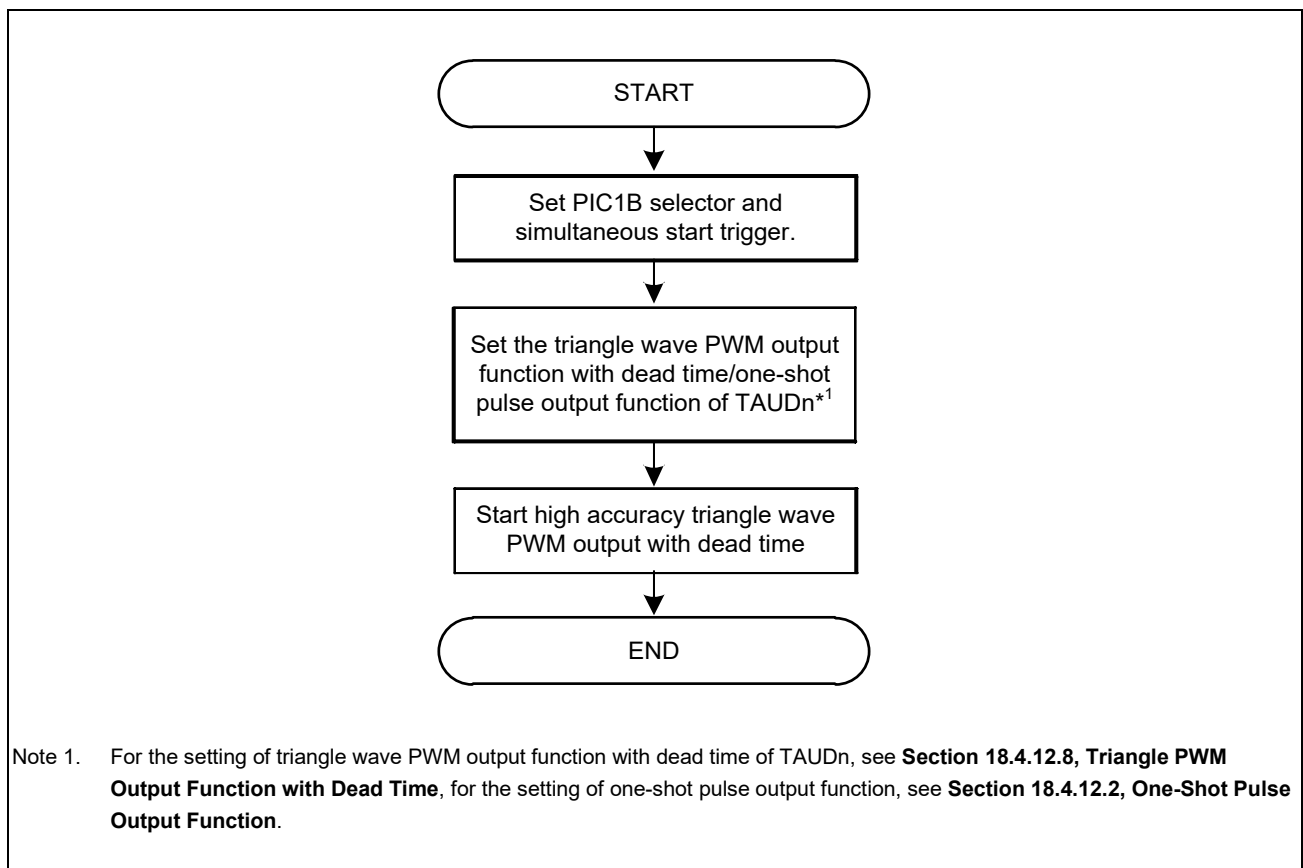 START
Set PIC1B selector and
simultaneous start trigger.
Set the triangle wave PWM output
function with dead time/one-shot
pulse output function of TAUDn*1
Start high accuracy triangle wave
PWM output with dead time
END
Note 1. For the setting of triangle wave PWM output function with dead time of TAUDn, see Section 18.4.12.8, Triangle PWM
Output Function with Dead Time, for the setting of one-shot pulse output function, see Section 18.4.12.2, One-Shot Pulse
Output Function.